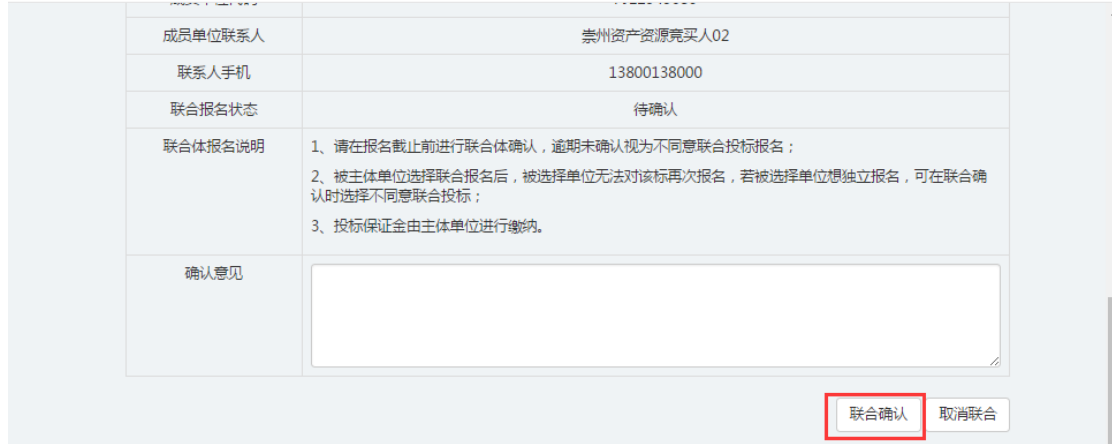 成员单位联系人 崇州资产资源竞买人02
联系人手机 13800138000
联合报名状态 待确认
联合体报名说明 1、请在报名截止前进行联合体确认，逾期未确认视为不同意联合投标报名；
2、被主体单位选择联合报名后，被选择单位无法对该标再次报名，若被选择单位想独立报名，可在联合确
认时选择不同意联合投标；
3、投标保证金由主体单位进行缴纳。
确认意见
联合确认 取消联合